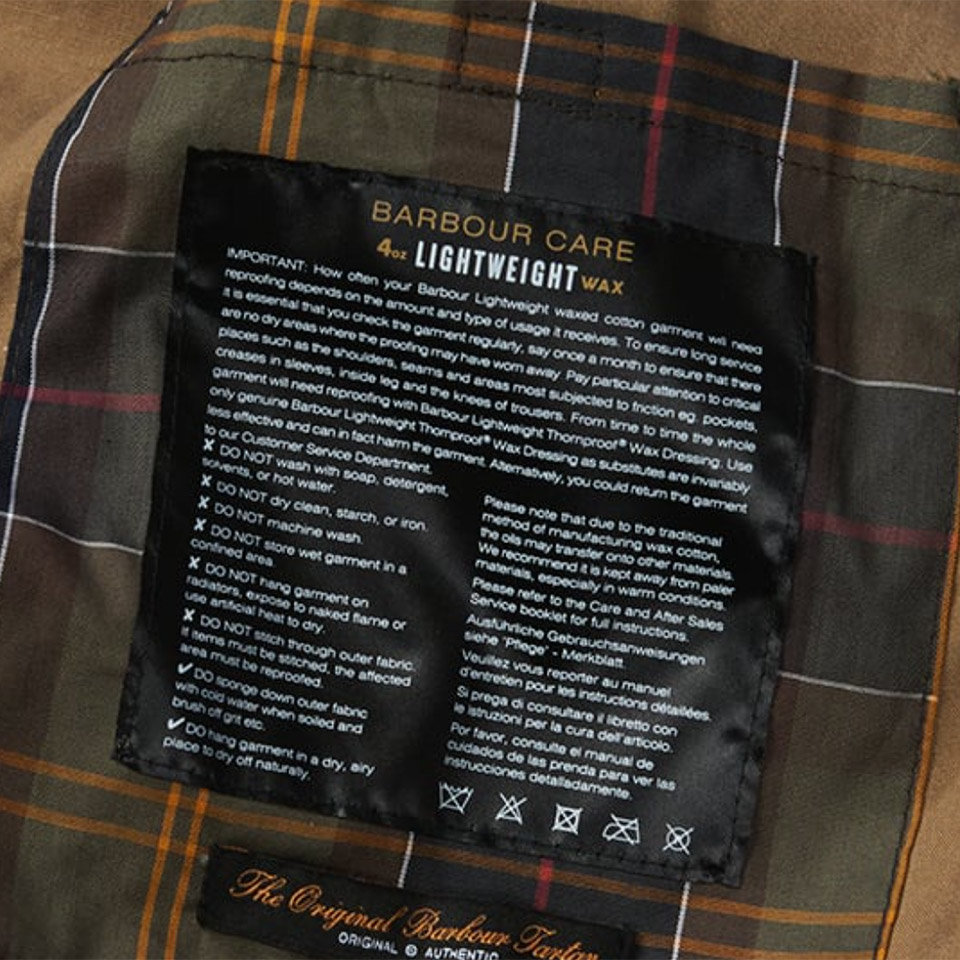 BARBOUR CARE
4oz LIGHTWEIGHT WAX
IMPORTANT: How often your Barbour Lightweight waxed cotton garment will need
reproofing depends on the amount and type of usage it receives. To ensure long service
it is essential that you check the garment regularly, say once a month to ensure that there
are no dry areas where the proofing may have worn away. Pay particular attention to critical
places such as the shoulders, seams and areas most subjected to friction eg. pockets,
creases in sleeves, inside leg and the knees of trousers. From time to time the whole
garment will need reproofing with Barbour Lightweight Thornproof® Wax Dressing. Use
only genuine Barbour Lightweight Thornproof® Wax Dressing as substitutes are invariably
less effective and can in fact harm the garment. Alternatively, you could return the garment
to our Customer Service Department.
✗ DO NOT wash with soap, detergent,
solvents, or hot water.
✗ DO NOT dry clean, starch, or iron.
✗ DO NOT machine wash.
✗ DO NOT store wet garment in a
confined area.
✗ DO NOT hang garment on
radiators, expose to naked flame or
use artificial heat to dry.
✗ DO NOT stitch through outer fabric.
If items must be stitched, the affected
area must be reproofed.
✓ DO sponge down outer fabric
with cold water when soiled and
brush off grit etc.
✓ DO hang garment in a dry, airy
place to dry off naturally.
Please note that due to the traditional
method of manufacturing wax cotton,
the oils may transfer onto other materials.
We recommend it is kept away from paler
materials, especially in warm conditions.
Please refer to the Care and After Sales
Service booklet for full instructions.
Ausführliche Gebrauchsanweisungen
siehe "Pflege" - Merkblatt.
Veuillez vous reporter au manuel
d'entretien pour les instructions détailées.
Si prega di consultare il libretto con
le istruzioni per la cura dell'articolo.
Por favor, consulte el manual de
cuidados de las prenda para ver las
instrucciones detalladamente.
The Original Barbour Tartan
ORIGINAL & AUTHENTIC